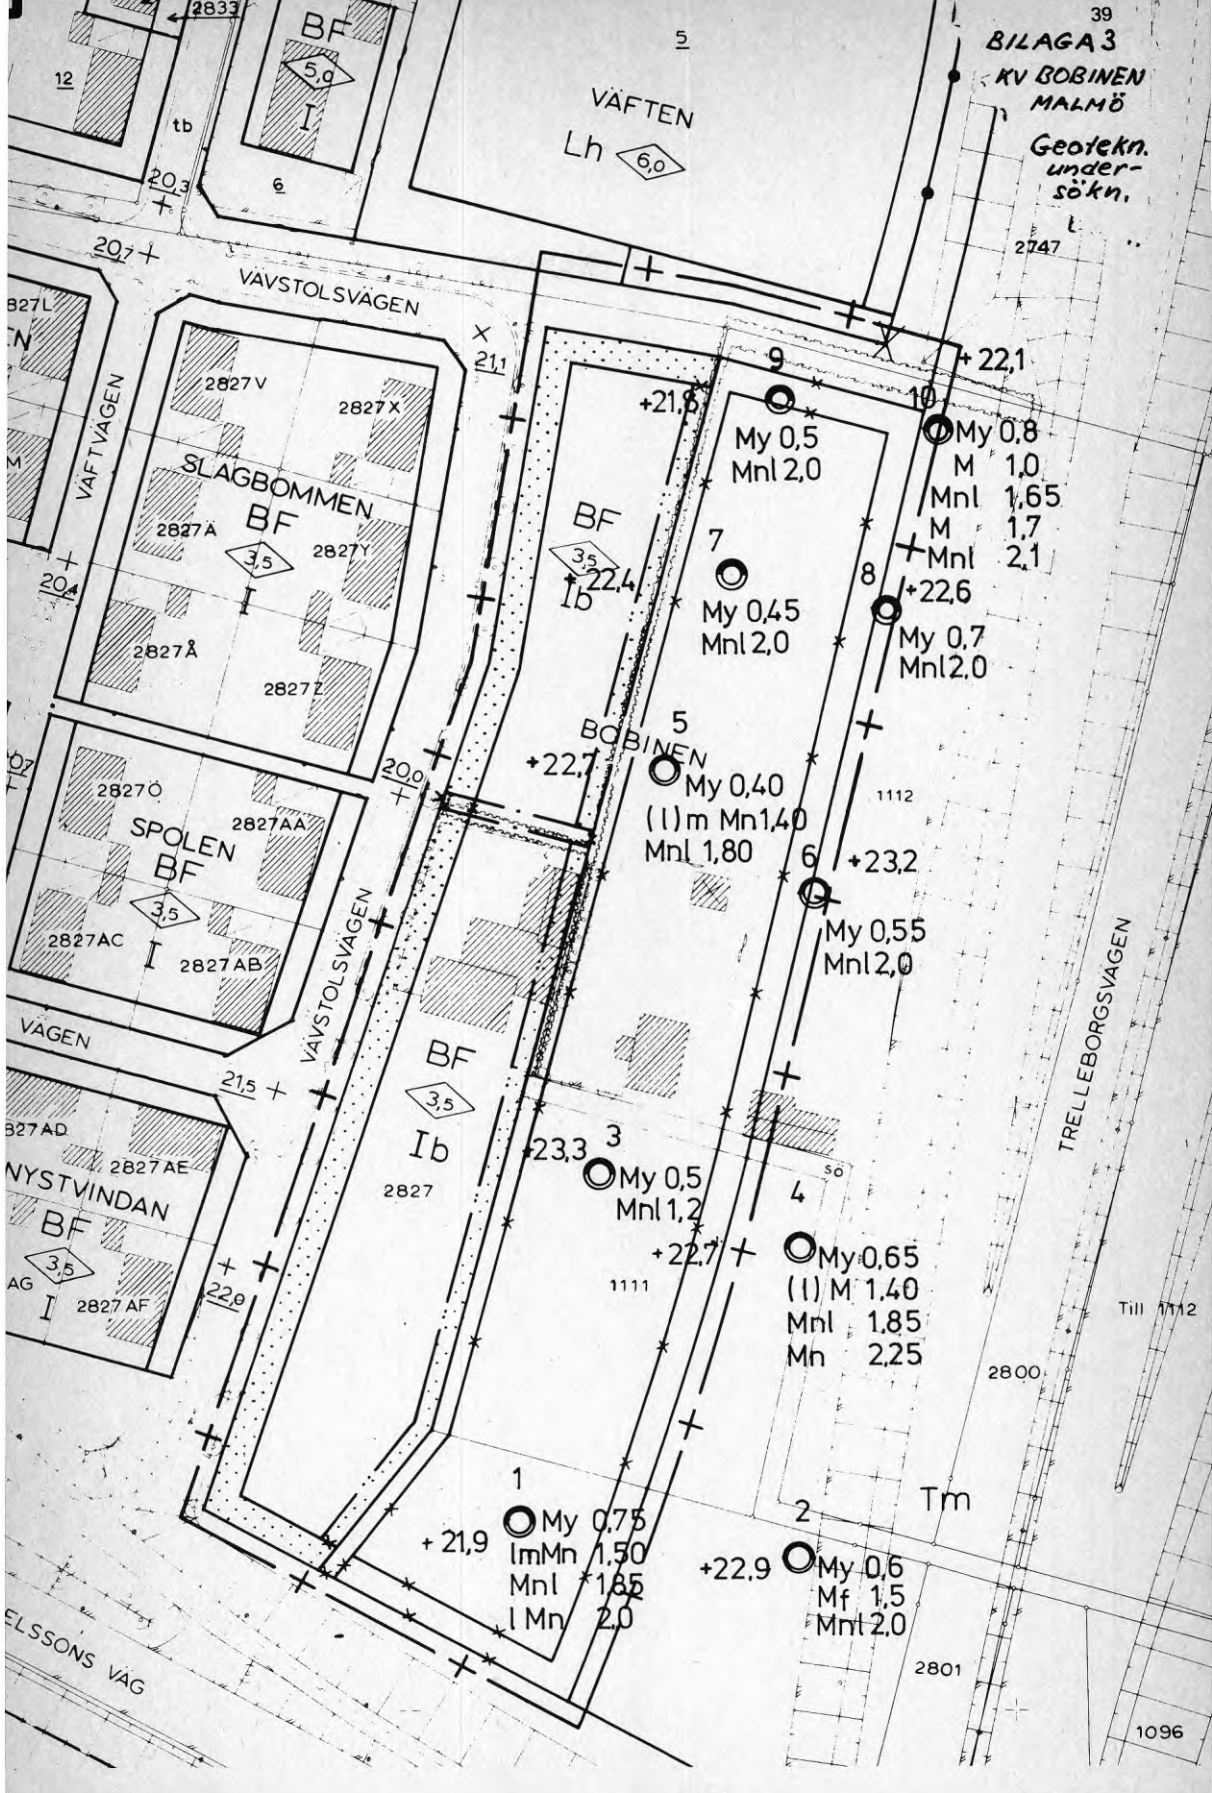 39
BILAGA 3
KV BOBINEN
MALMÖ
Geotekn.
under-
sökn.
2833
12
tb
20,3
BF
5,0
I
6
5
VÄFTEN
Lh 6,0
2747
20,7
VÄVSTOLSVÄGEN
21,1
827L
N
M
VÄFTVÄGEN
20,4
2827V
2827X
SLAGBOMMEN
BF
3,5
I
2827A
2827Y
2827Å
2827Z
+22,1
9
My 0,5
Mnl 2,0
10
My 0,8
M 1,0
Mnl 1,65
M 1,7
Mnl 2,1
+21,8
BF
3,5
+22,4
Ib
7
My 0,45
Mnl 2,0
8
+22,6
My 0,7
Mnl 2,0
BOBINEN
+22,7
5
My 0,40
(l)m Mn 1,40
Mnl 1,80
1112
6
+23,2
My 0,55
Mnl 2,0
20,0
2827Ö
2827AA
SPOLEN
BF
3,5
I
2827AC
2827AB
VÄVSTOLSVÄGEN
VÄGEN
21,5
827AD
2827AE
NYSTVINDAN
BF
3,5
I
AG
2827AF
22,0
BF
3,5
Ib
2827
+23,3
3
My 0,5
Mnl 1,2
+22,7
1111
sö
4
My 0,65
(l) M 1,40
Mnl 1,85
Mn 2,25
TRELLEBORGSVÄGEN
Till 1112
2800
Tm
1
+21,9
My 0,75
lmMn 1,50
Mnl 1,85
l Mn 2,0
2
+22,9
My 0,6
Mf 1,5
Mnl 2,0
2801
1096
ELSSONS VÄG